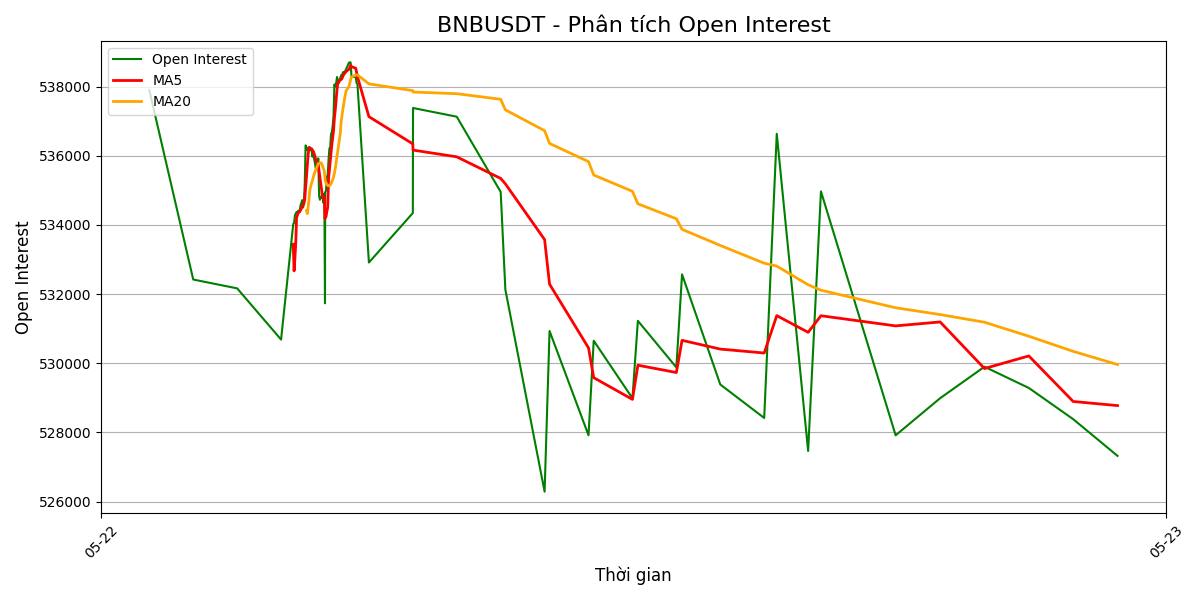 BNBUSDT - Phân tích Open Interest
Open Interest
MA5
MA20
Open Interest
538000
536000
534000
532000
530000
528000
526000
05-22
05-23
Thời gian